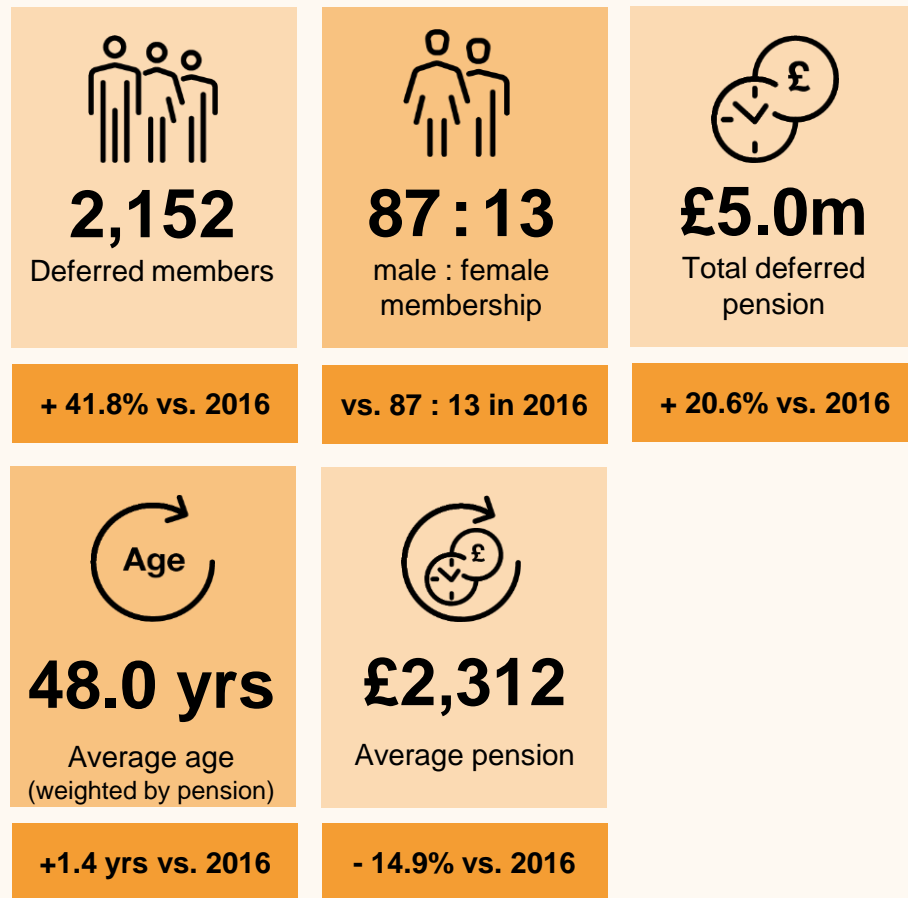 £
2,152
Deferred members
87 : 13
male : female
membership
£5.0m
Total deferred
pension
+ 41.8% vs. 2016
vs. 87 : 13 in 2016
+ 20.6% vs. 2016
Age
48.0 yrs
Average age
(weighted by pension)
£
£2,312
Average pension
+1.4 yrs vs. 2016
- 14.9% vs. 2016